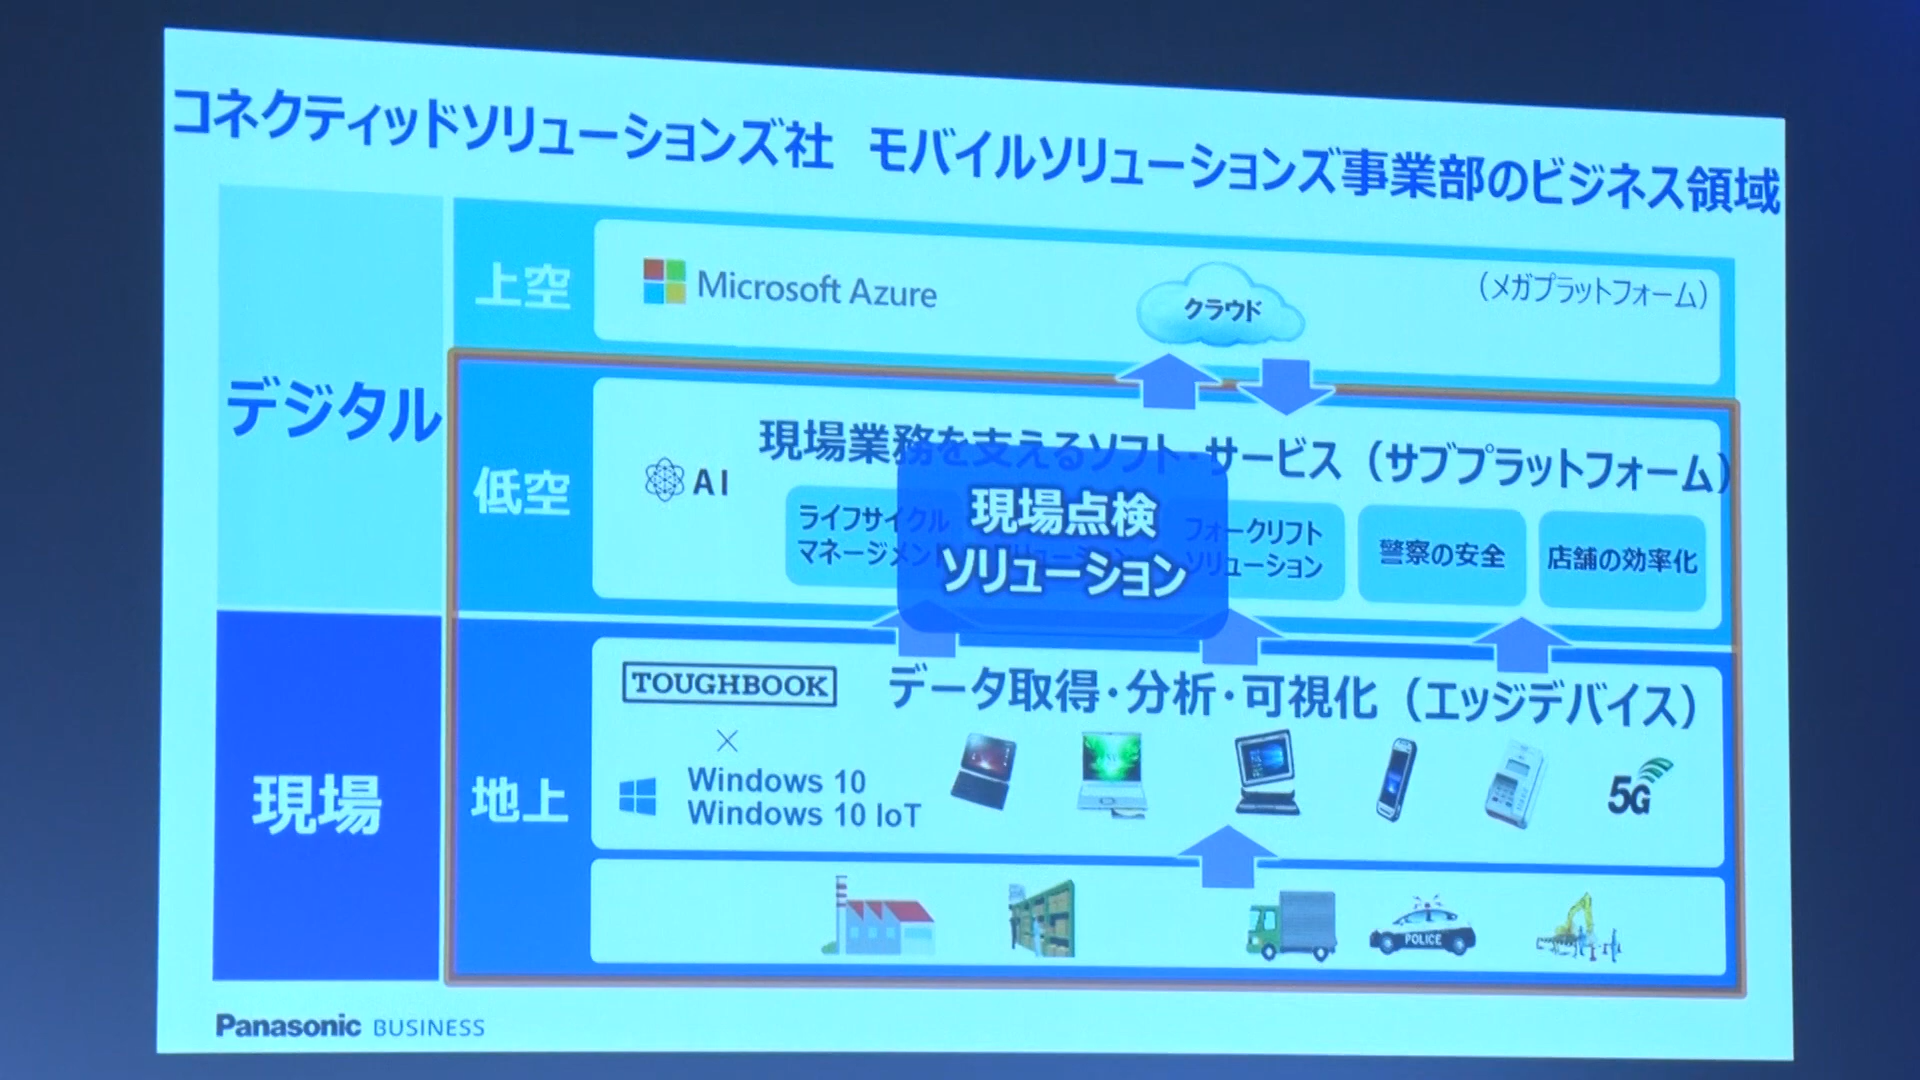 コネクティッドソリューションズ社 モバイルソリューションズ事業部のビジネス領域
デジタル
上空
Microsoft Azure
クラウド
(メガプラットフォーム)
低空
AI
現場業務を支えるソフト・サービス(サブプラットフォーム)
ライフサイクル
マネージメント
現場点検
ソリューション
フォークリフト
ソリューション
警察の安全
店舗の効率化
現場
地上
TOUGHBOOK
×
Windows 10
Windows 10 IoT
データ取得・分析・可視化(エッジデバイス)
5G
POLICE
Panasonic BUSINESS